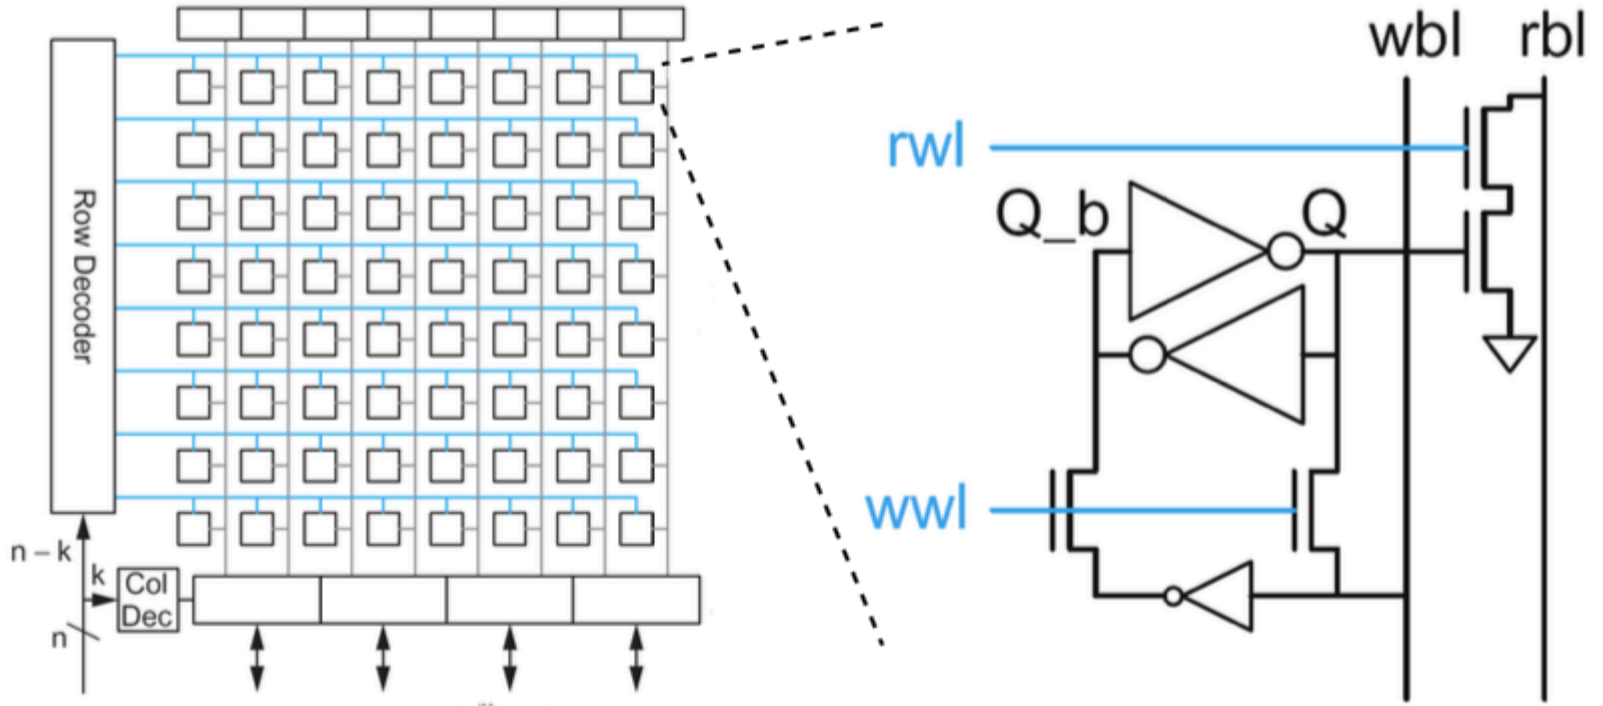 Row Decoder
n – k
k
Col
Dec
n
wbl
rbl
rwl
Q_b
Q
wwl